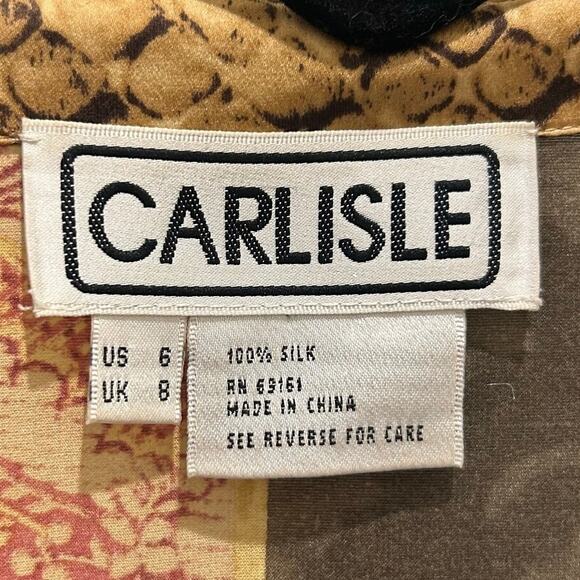 CARLISLE
US 6
UK 8
100% SILK
RN 69161
MADE IN CHINA
SEE REVERSE FOR CARE